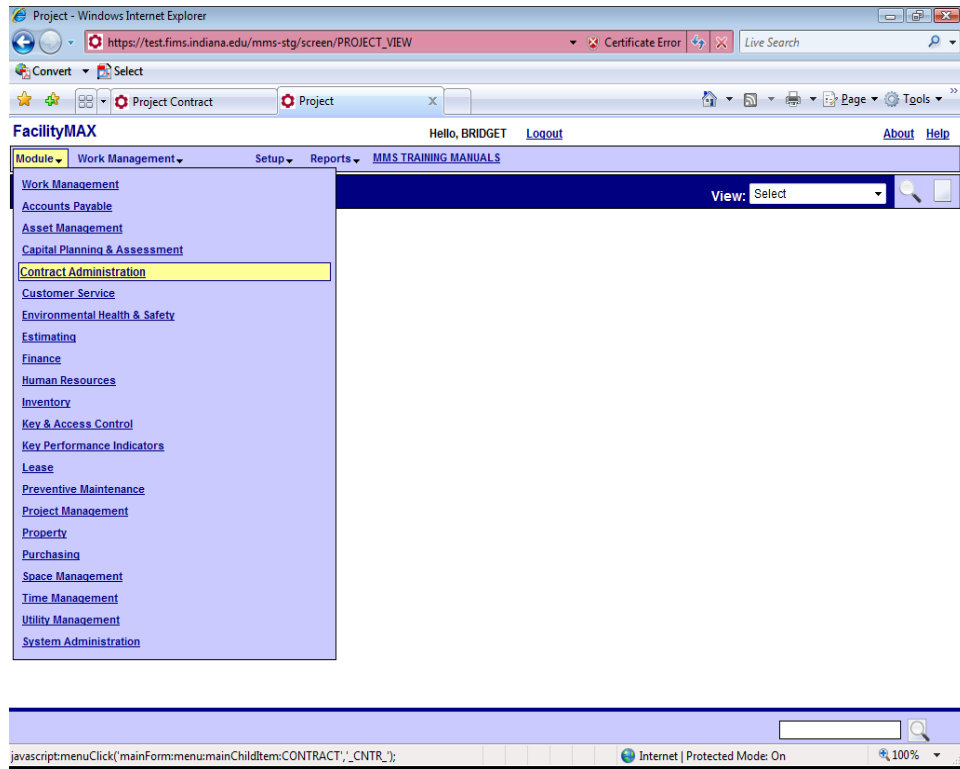 Project - Windows Internet Explorer
https://test.fims.indiana.edu/mms-stg/screen/PROJECT_VIEW Certificate Error Live Search
Convert Select
Project Contract Project Page Tools
FacilityMAX Hello, BRIDGET Logout About Help
Module Work Management Setup Reports MMS TRAINING MANUALS
View: Select
Work Management
Accounts Payable
Asset Management
Capital Planning & Assessment
Contract Administration
Customer Service
Environmental Health & Safety
Estimating
Finance
Human Resources
Inventory
Key & Access Control
Key Performance Indicators
Lease
Preventive Maintenance
Project Management
Property
Purchasing
Space Management
Time Management
Utility Management
System Administration
javascript:menuClick('mainForm:menu:mainChildItem:CONTRACT','_CNTR_'); Internet | Protected Mode: On 100%